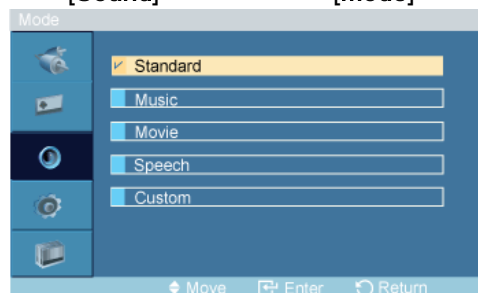 [Sound] [Mode]
Mode
Standard
Music
Movie
Speech
Custom
Move Enter Return